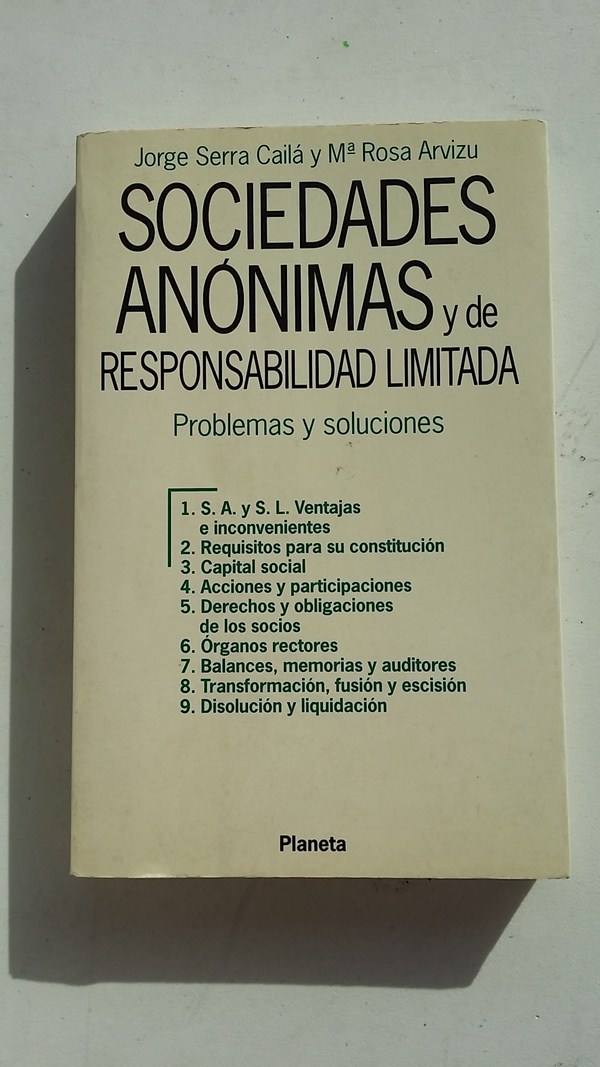 Jorge Serra Cailá y Mª Rosa Arvizu
SOCIEDADES
ANÓNIMAS y de
RESPONSABILIDAD LIMITADA
Problemas y soluciones
1. S. A. y S. L. Ventajas
e inconvenientes
2. Requisitos para su constitución
3. Capital social
4. Acciones y participaciones
5. Derechos y obligaciones
de los socios
6. Órganos rectores
7. Balances, memorias y auditores
8. Transformación, fusión y escisión
9. Disolución y liquidación
Planeta